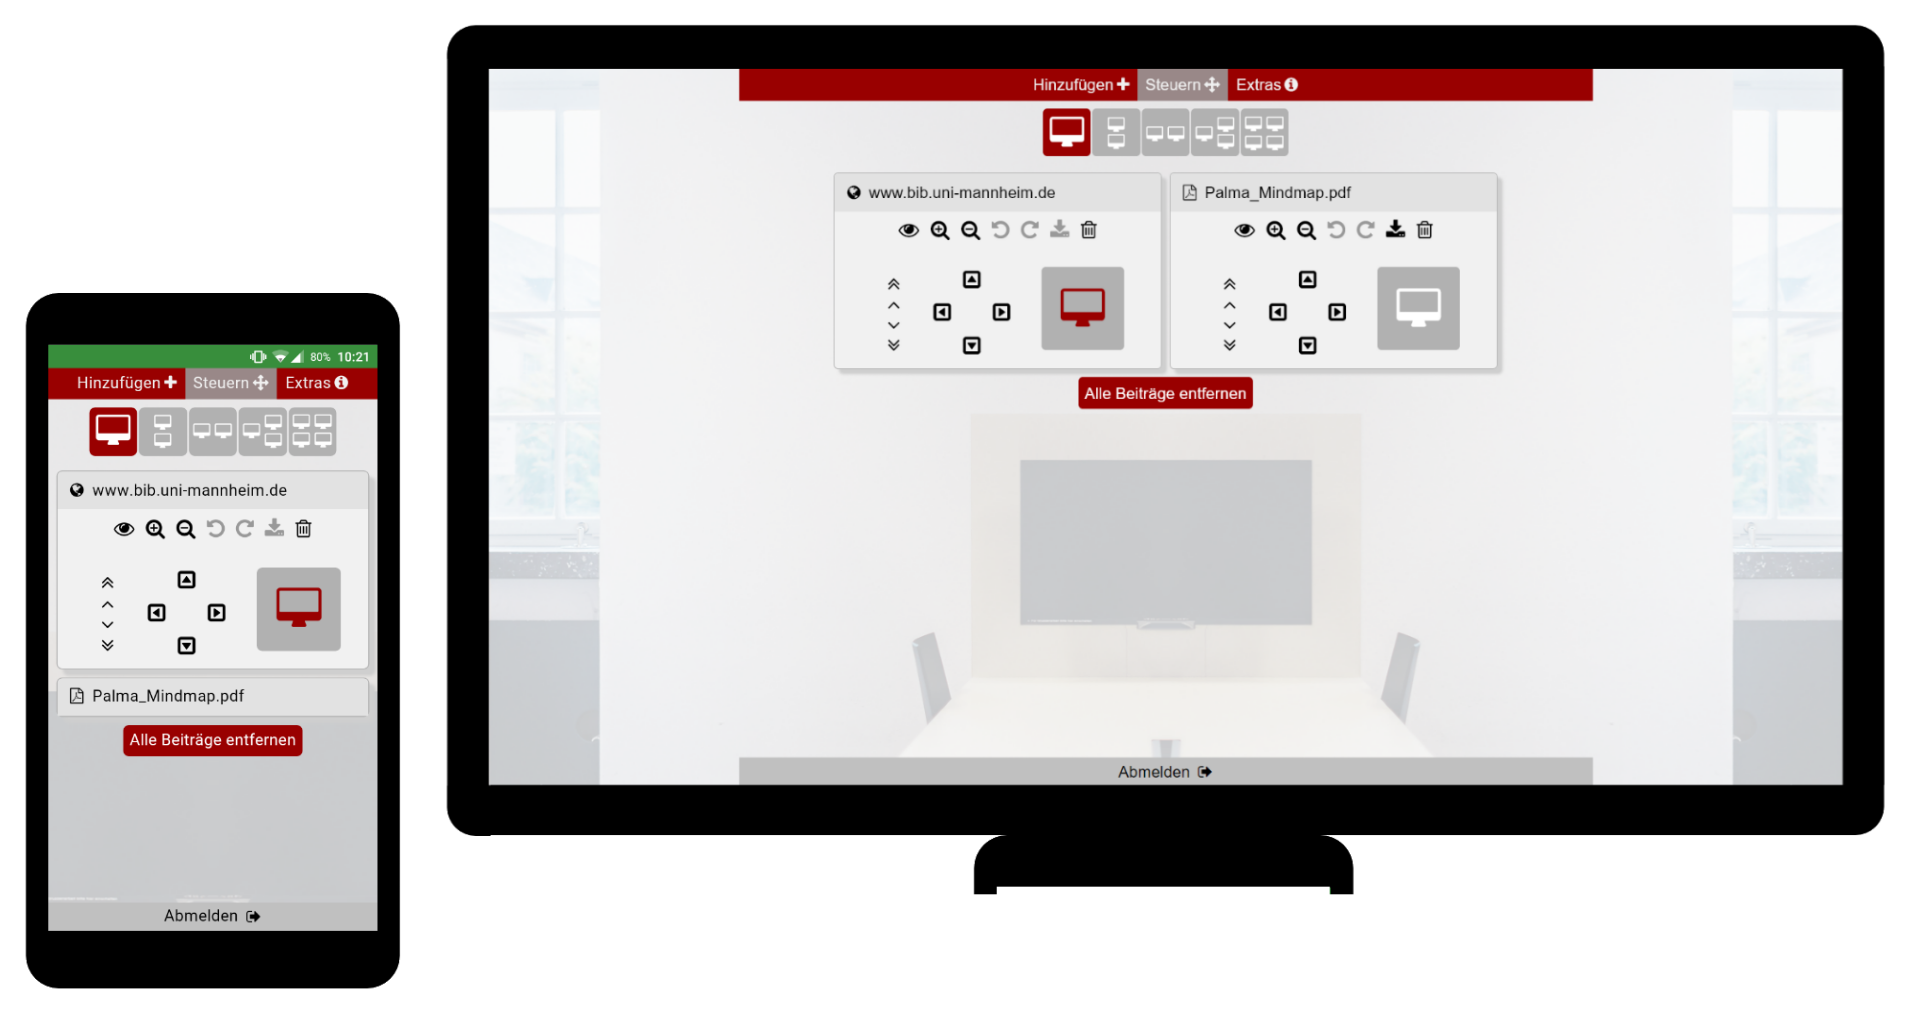 80% 10:21
Hinzufügen Steuern Extras
www.bib.uni-mannheim.de
Palma_Mindmap.pdf
Alle Beiträge entfernen
Abmelden
Hinzufügen Steuern Extras
www.bib.uni-mannheim.de
Palma_Mindmap.pdf
Alle Beiträge entfernen
Abmelden